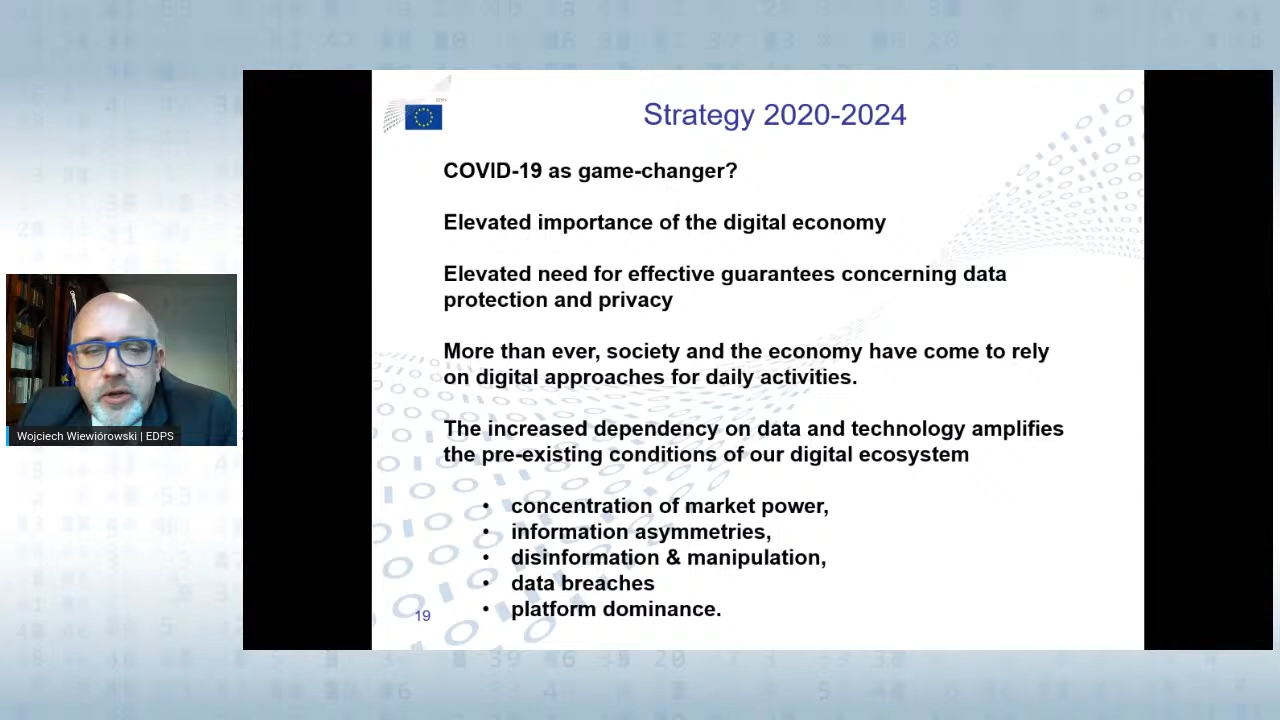 Strategy 2020-2024
COVID-19 as game-changer?
Elevated importance of the digital economy
Elevated need for effective guarantees concerning data
protection and privacy
More than ever, society and the economy have come to rely
on digital approaches for daily activities.
The increased dependency on data and technology amplifies
the pre-existing conditions of our digital ecosystem
• concentration of market power,
• information asymmetries,
• disinformation & manipulation,
• data breaches
• platform dominance.
19
Wojciech Wiewiórowski | EDPS